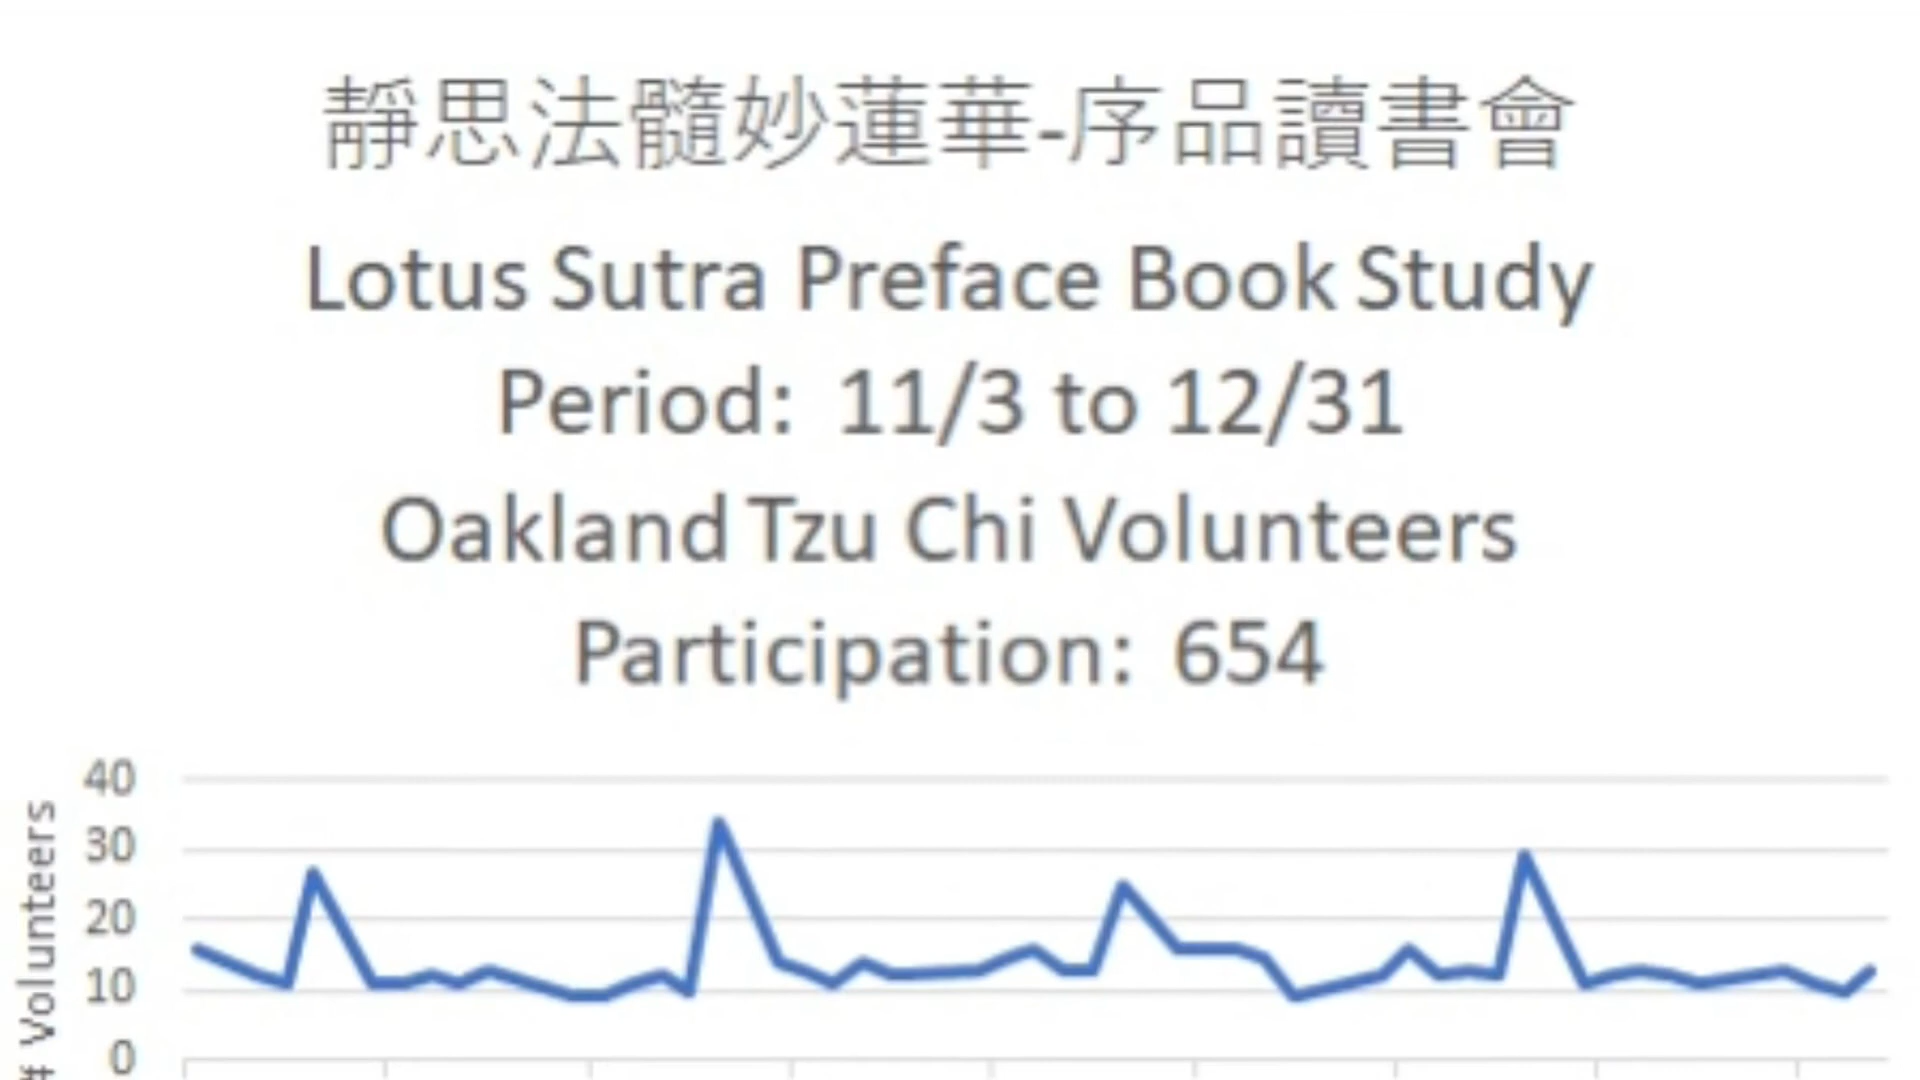 靜思法髓妙蓮華-序品讀書會
Lotus Sutra Preface Book Study
Period: 11/3 to 12/31
Oakland Tzu Chi Volunteers
Participation: 654
40
30
20
10
0
# Volunteers